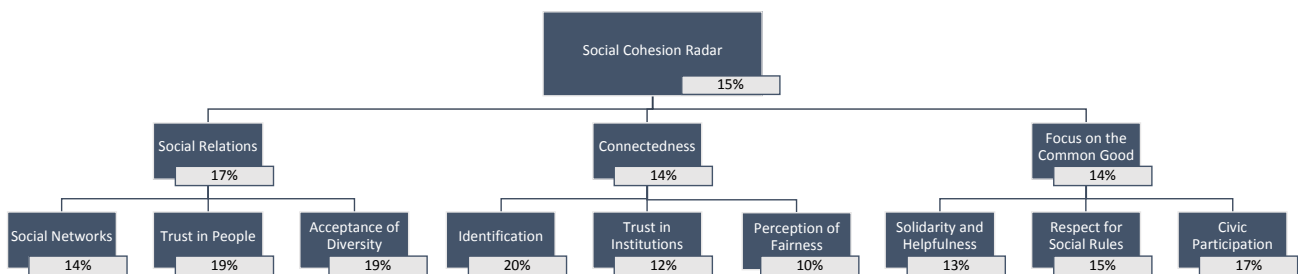 Social Cohesion Radar
15%
Social Relations
17%
Connectedness
14%
Focus on the
Common Good
14%
Social Networks
14%
Trust in People
19%
Acceptance of
Diversity
19%
Identification
20%
Trust in
Institutions
12%
Perception of
Fairness
10%
Solidarity and
Helpfulness
13%
Respect for
Social Rules
15%
Civic
Participation
17%